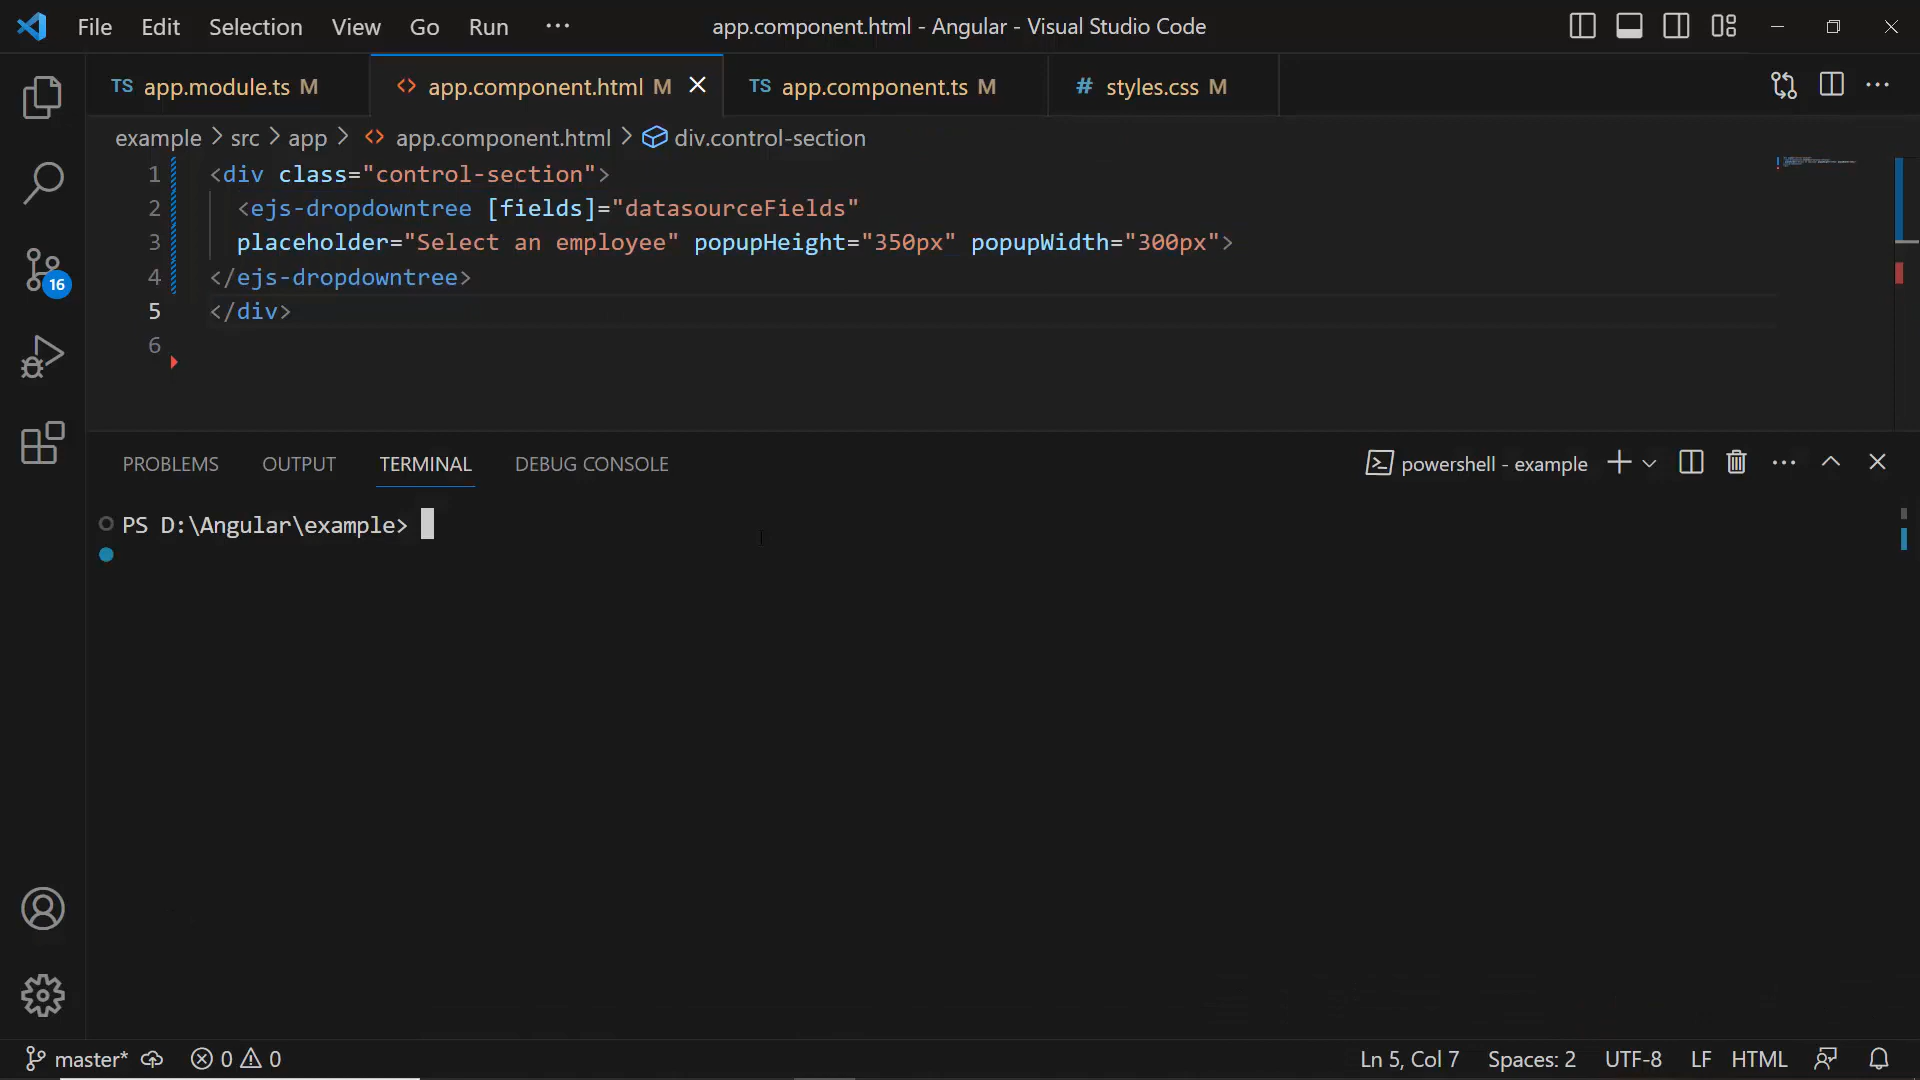 File Edit Selection View Go Run ··· app.component.html - Angular - Visual Studio Code
TS app.module.ts M <> app.component.html M TS app.component.ts M # styles.css M
example > src > app > <> app.component.html > div.control-section
1 <div class="control-section">
2 <ejs-dropdowntree [fields]="datasourceFields"
3 placeholder="Select an employee" popupHeight="350px" popupWidth="300px">
4 </ejs-dropdowntree>
5 </div>
6
16
PROBLEMS OUTPUT TERMINAL DEBUG CONSOLE powershell - example
PS D:\Angular\example>
master* 0 0 Ln 5, Col 7 Spaces: 2 UTF-8 LF HTML